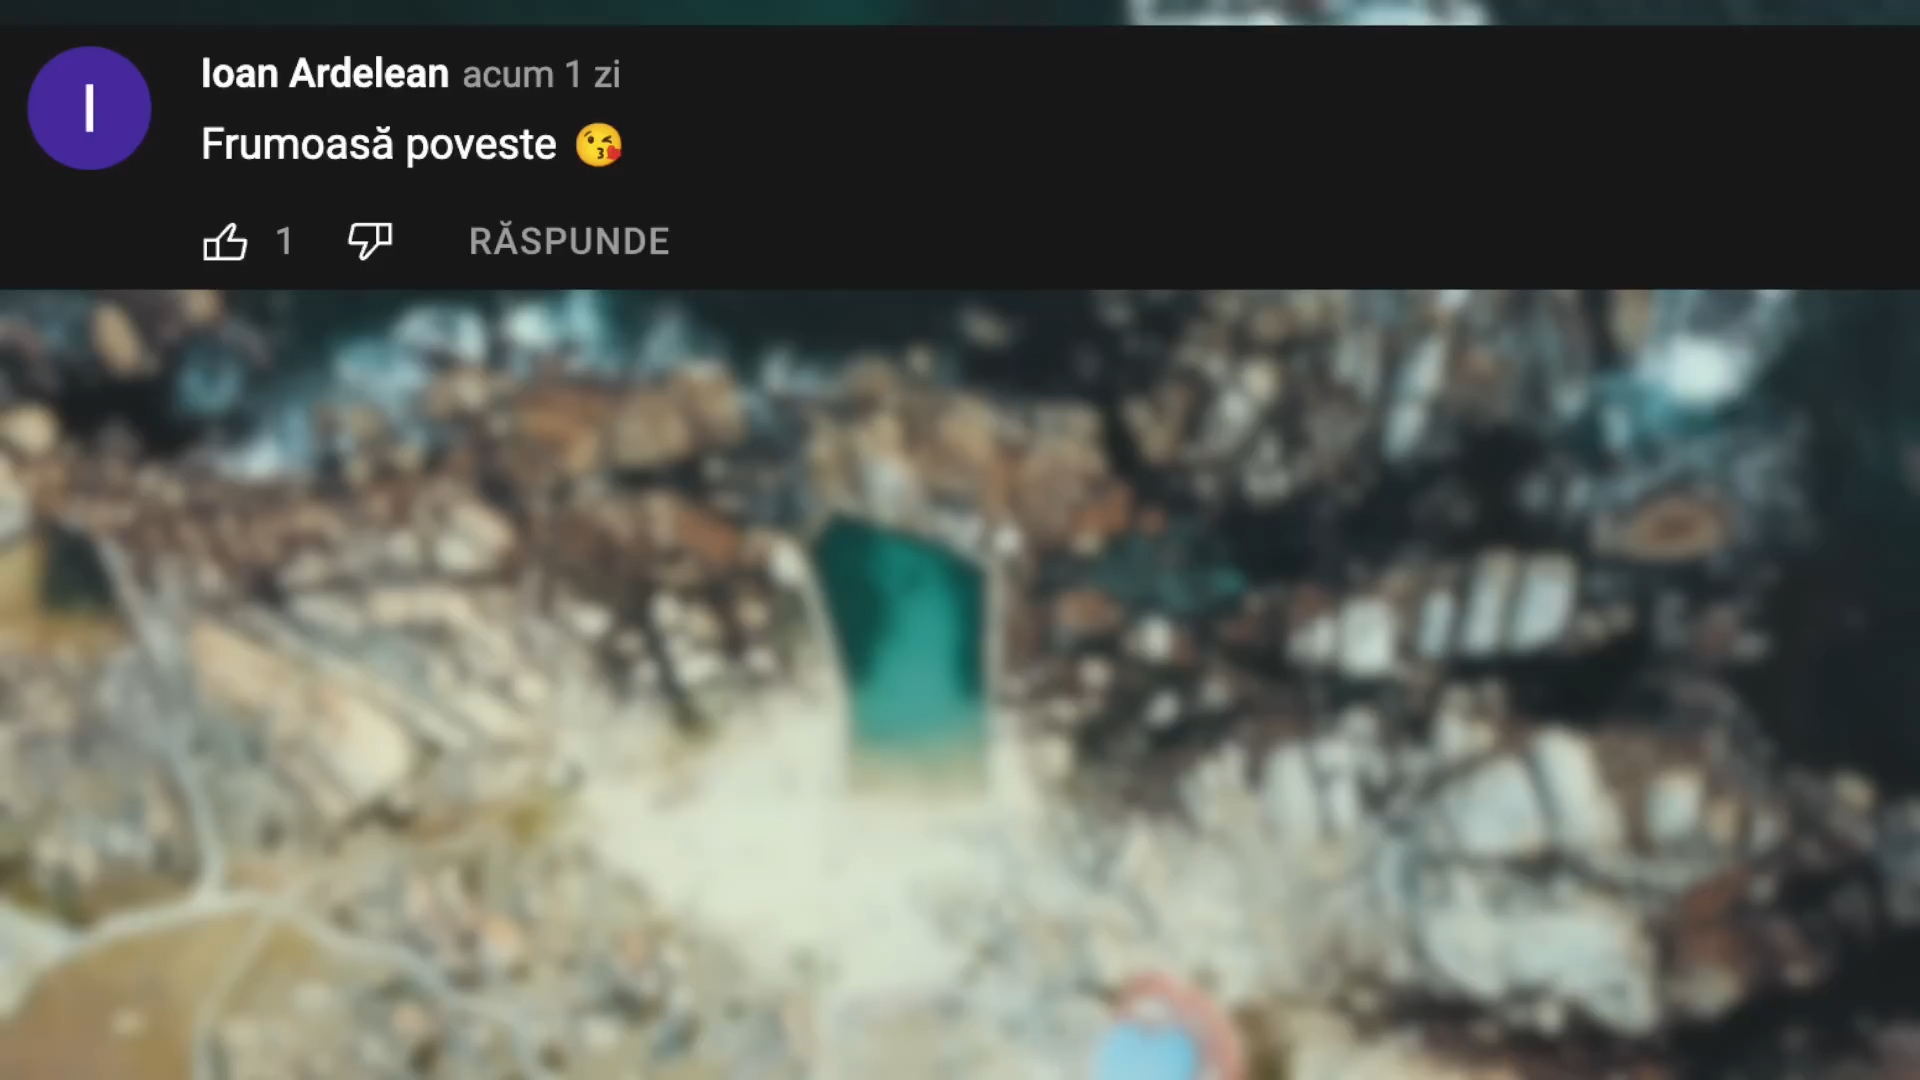 I
Ioan Ardelean acum 1 zi
Frumoasă poveste 😘
1 RĂSPUNDE